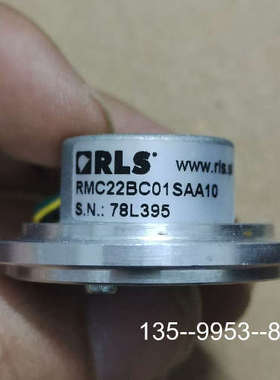 RLS®
www.rls.s
RMC22BC01SAA10
S.N.: 78L395
135--9953--8